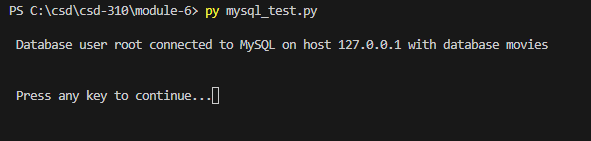 PS C:\csd\csd-310\module-6> py mysql_test.py
Database user root connected to MySQL on host 127.0.0.1 with database movies
Press any key to continue...